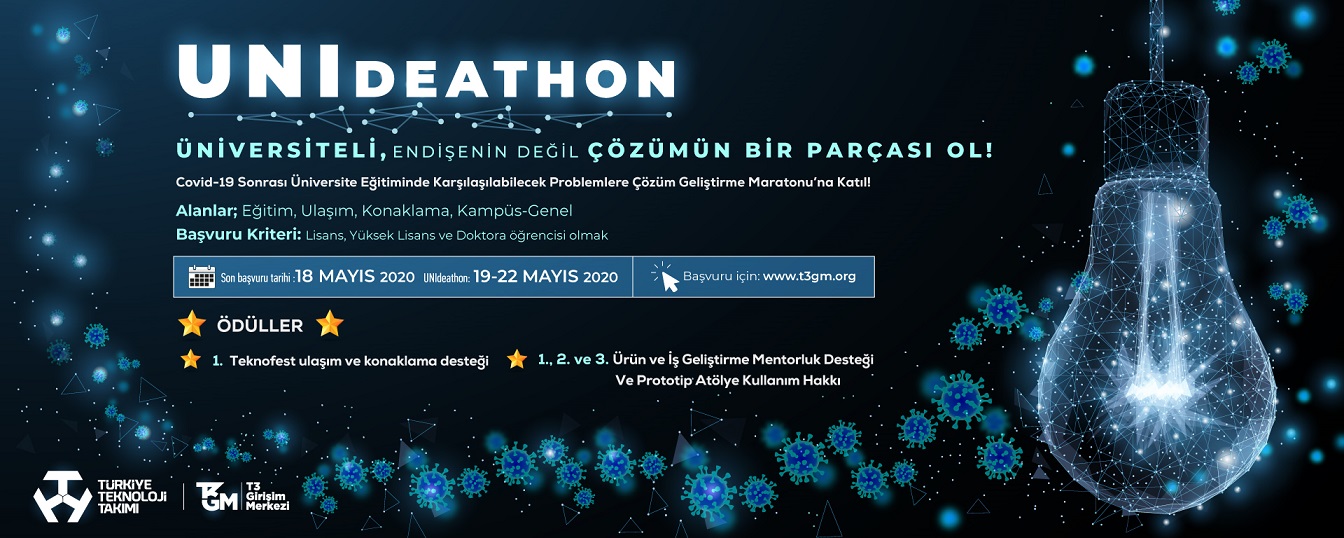 UNIDEATHON
ÜNİVERSİTELİ, ENDİŞENİN DEĞİL ÇÖZÜMÜN BİR PARÇASI OL!
Covid-19 Sonrası Üniversite Eğitiminde Karşılaşılabilecek Problemlere Çözüm Geliştirme Maratonu'na Katıl!
Alanlar; Eğitim, Ulaşım, Konaklama, Kampüs-Genel
Başvuru Kriteri: Lisans, Yüksek Lisans ve Doktora öğrencisi olmak
Son başvuru tarihi : 18 MAYIS 2020 UNIdeathon: 19-22 MAYIS 2020 Başvuru için: www.t3gm.org
ÖDÜLLER
1. Teknofest ulaşım ve konaklama desteği
1., 2. ve 3. Ürün ve İş Geliştirme Mentorluk Desteği
Ve Prototip Atölye Kullanım Hakkı
TÜRKİYE
TEKNOLOJİ
TAKIMI
T3
GM
T3
Girişim
Merkezi